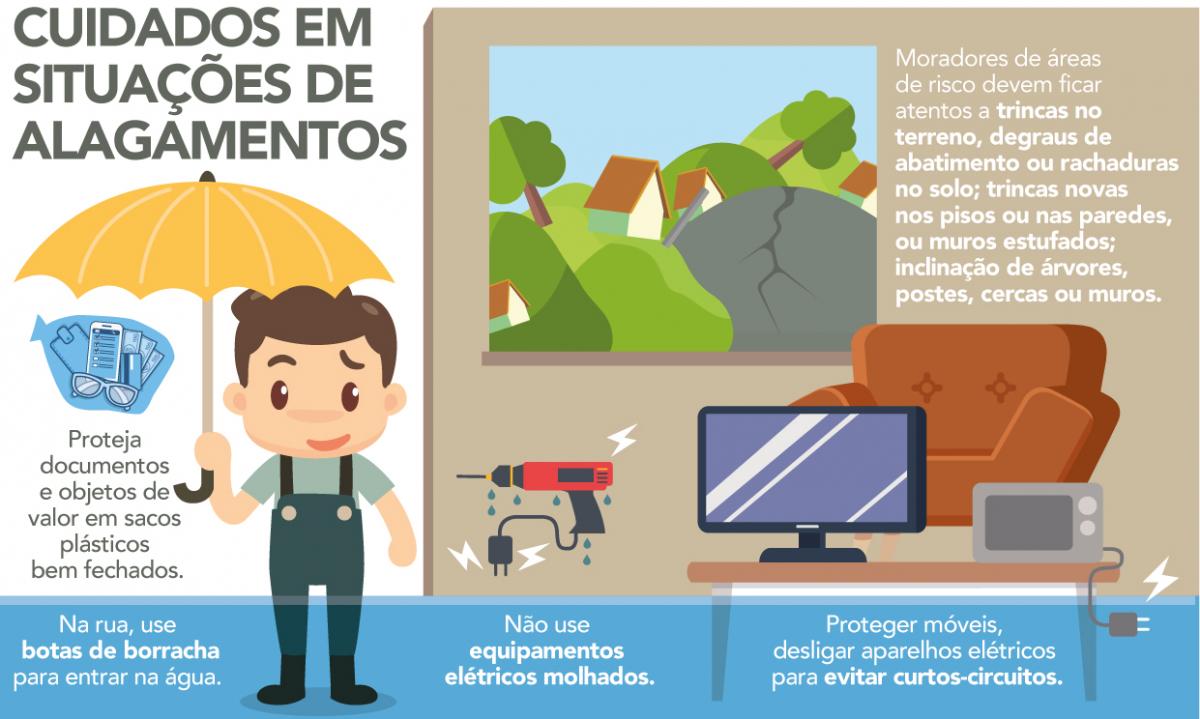 CUIDADOS EM
SITUAÇÕES DE
ALAGAMENTOS
Proteja
documentos
e objetos de
valor em sacos
plásticos
bem fechados.
Moradores de áreas
de risco devem ficar
atentos a trincas no
terreno, degraus de
abatimento ou rachaduras
no solo; trincas novas
nos pisos ou nas paredes,
ou muros estufados;
inclinação de árvores,
postes, cercas ou muros.
Na rua, use
botas de borracha
para entrar na água.
Não use
equipamentos
elétricos molhados.
Proteger móveis,
desligar aparelhos elétricos
para evitar curtos-circuitos.